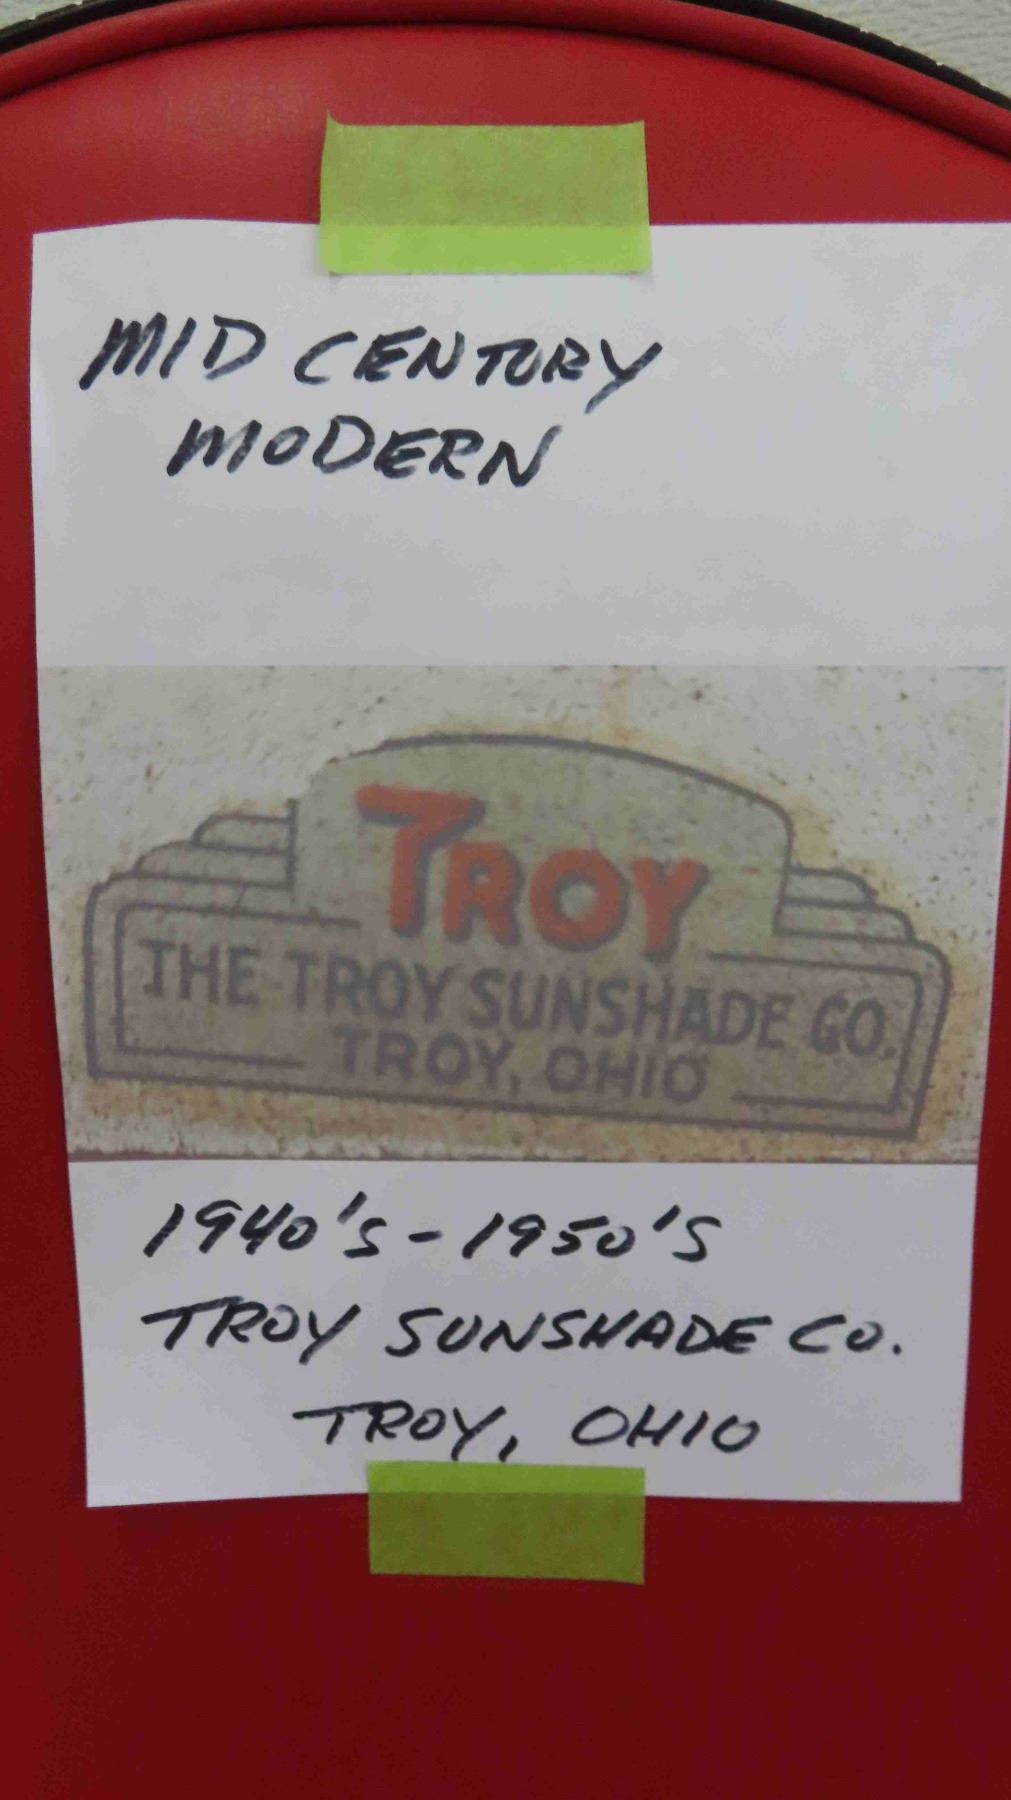 MID CENTURY
MODERN
TROY
THE TROY SUNSHADE CO.
TROY, OHIO
1940's - 1950'S
TROY SUNSHADE CO.
TROY, OHIO